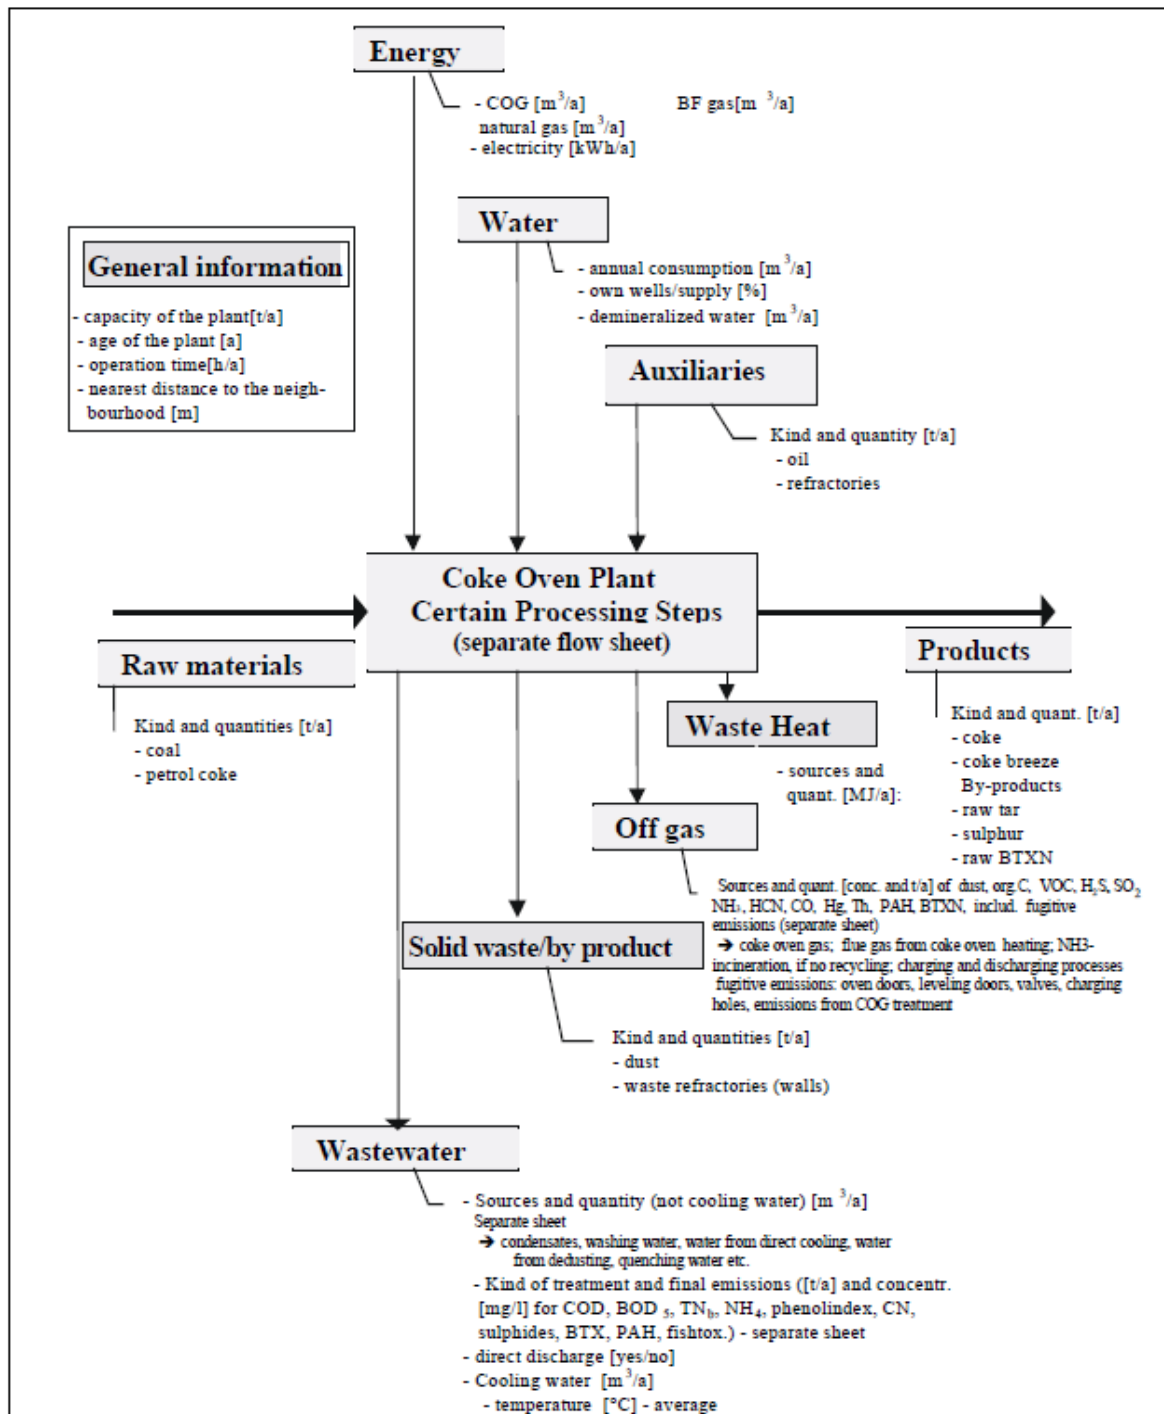 Energy
- COG [m³/a] BF gas[m ³/a]
natural gas [m³/a]
- electricity [kWh/a]
Water
- annual consumption [m³/a]
- own wells/supply [%]
- demineralized water [m³/a]
General information
- capacity of the plant[t/a]
- age of the plant [a]
- operation time[h/a]
- nearest distance to the neigh-
bourhood [m]
Auxiliaries
Kind and quantity [t/a]
- oil
- refractories
Coke Oven Plant
Certain Processing Steps
(separate flow sheet)
Raw materials
Kind and quantities [t/a]
- coal
- petrol coke
Products
Kind and quant. [t/a]
- coke
- coke breeze
By-products
- raw tar
- sulphur
- raw BTXN
Waste Heat
- sources and
quant. [MJ/a]:
Off gas
Sources and quant. [conc. and t/a] of dust, org.C, VOC, H₂S, SO₂
NH₃, HCN, CO, Hg, Th, PAH, BTXN, includ. fugitive
emissions (separate sheet)
➔ coke oven gas; flue gas from coke oven heating; NH3-
incineration, if no recycling; charging and discharging processes
fugitive emissions: oven doors, leveling doors, valves, charging
holes, emissions from COG treatment
Solid waste/by product
Kind and quantities [t/a]
- dust
- waste refractories (walls)
Wastewater
- Sources and quantity (not cooling water) [m ³/a]
Separate sheet
➔ condensates, washing water, water from direct cooling, water
from dedusting, quenching water etc.
- Kind of treatment and final emissions ([t/a] and concentr.
[mg/l] for COD, BOD ₅, TN_b, NH₄, phenolindex, CN,
sulphides, BTX, PAH, fishtox.) - separate sheet
- direct discharge [yes/no]
- Cooling water [m³/a]
- temperature [°C] - average